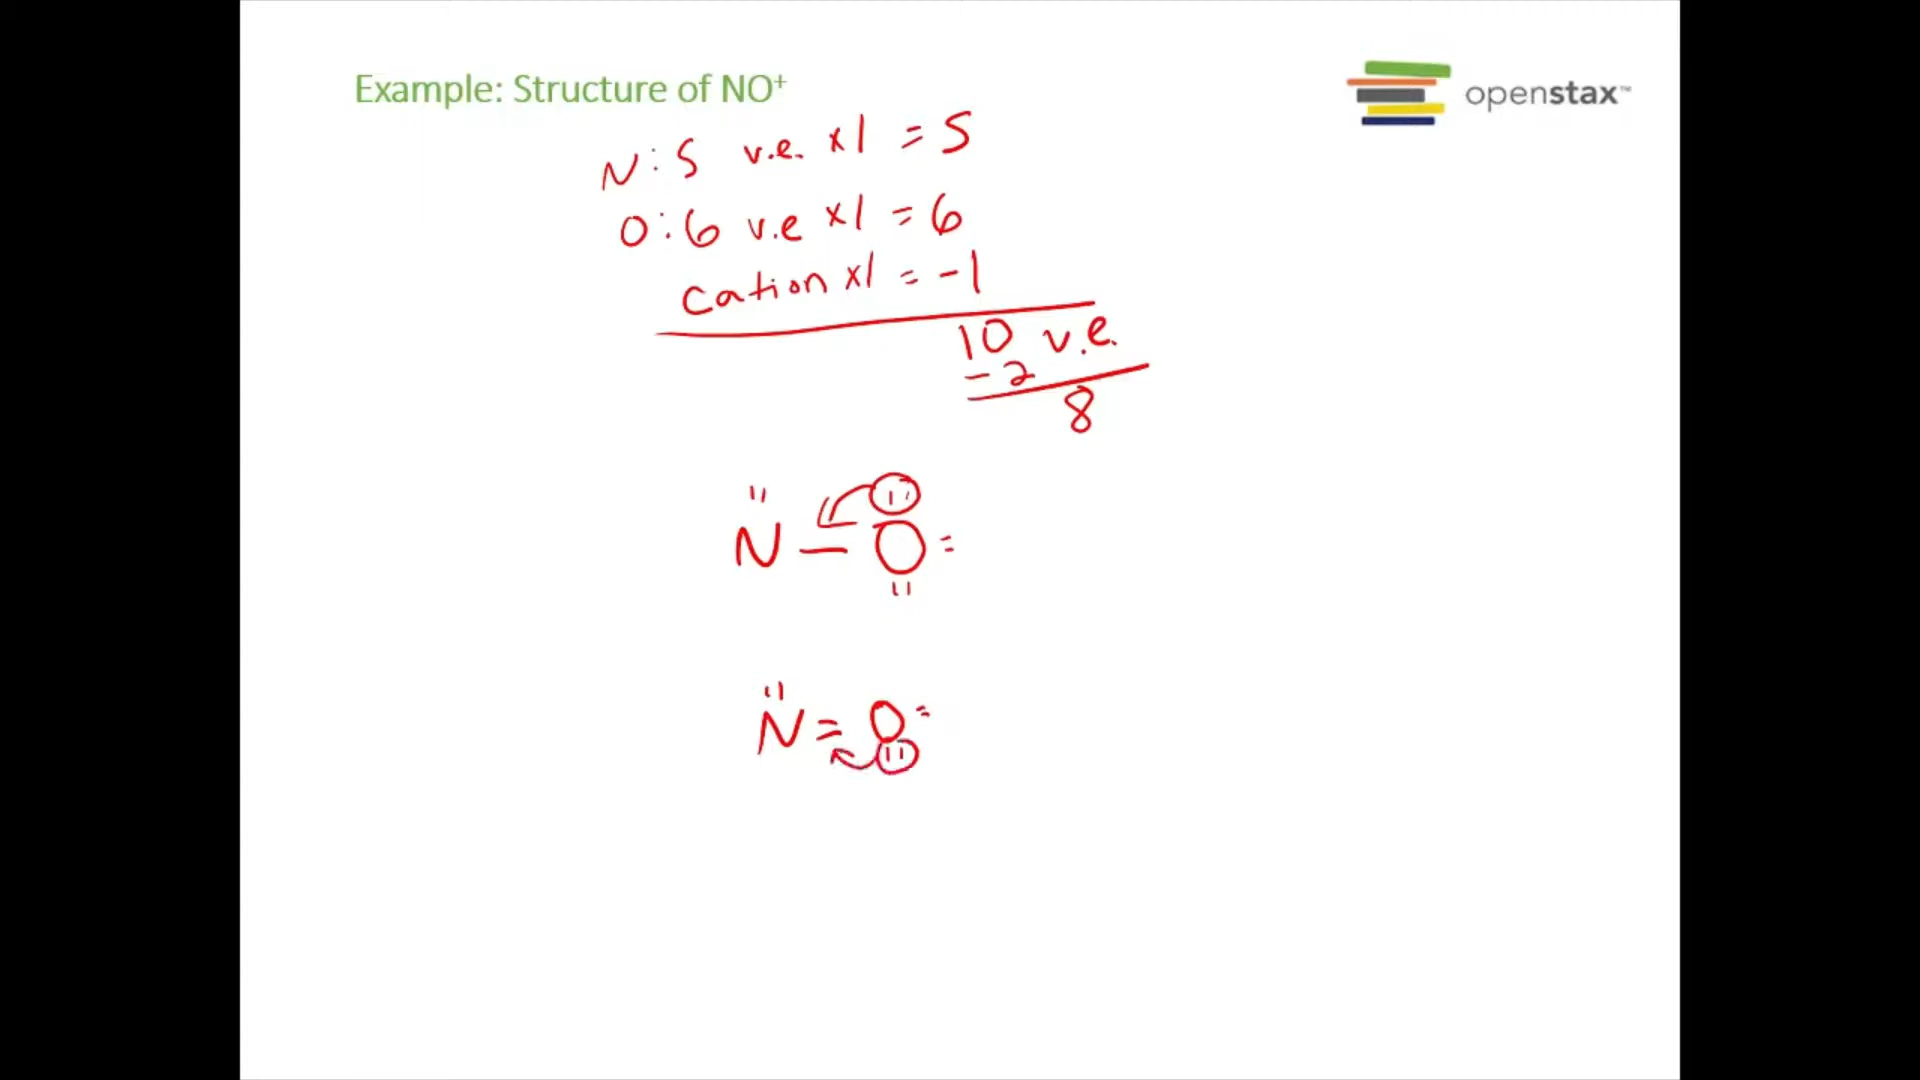 Example: Structure of NO⁺
openstax™
N: 5 v.e. x1 = 5
O: 6 v.e x1 = 6
cation x1 = -1
10 v.e.
-2
8
N - O
N = O